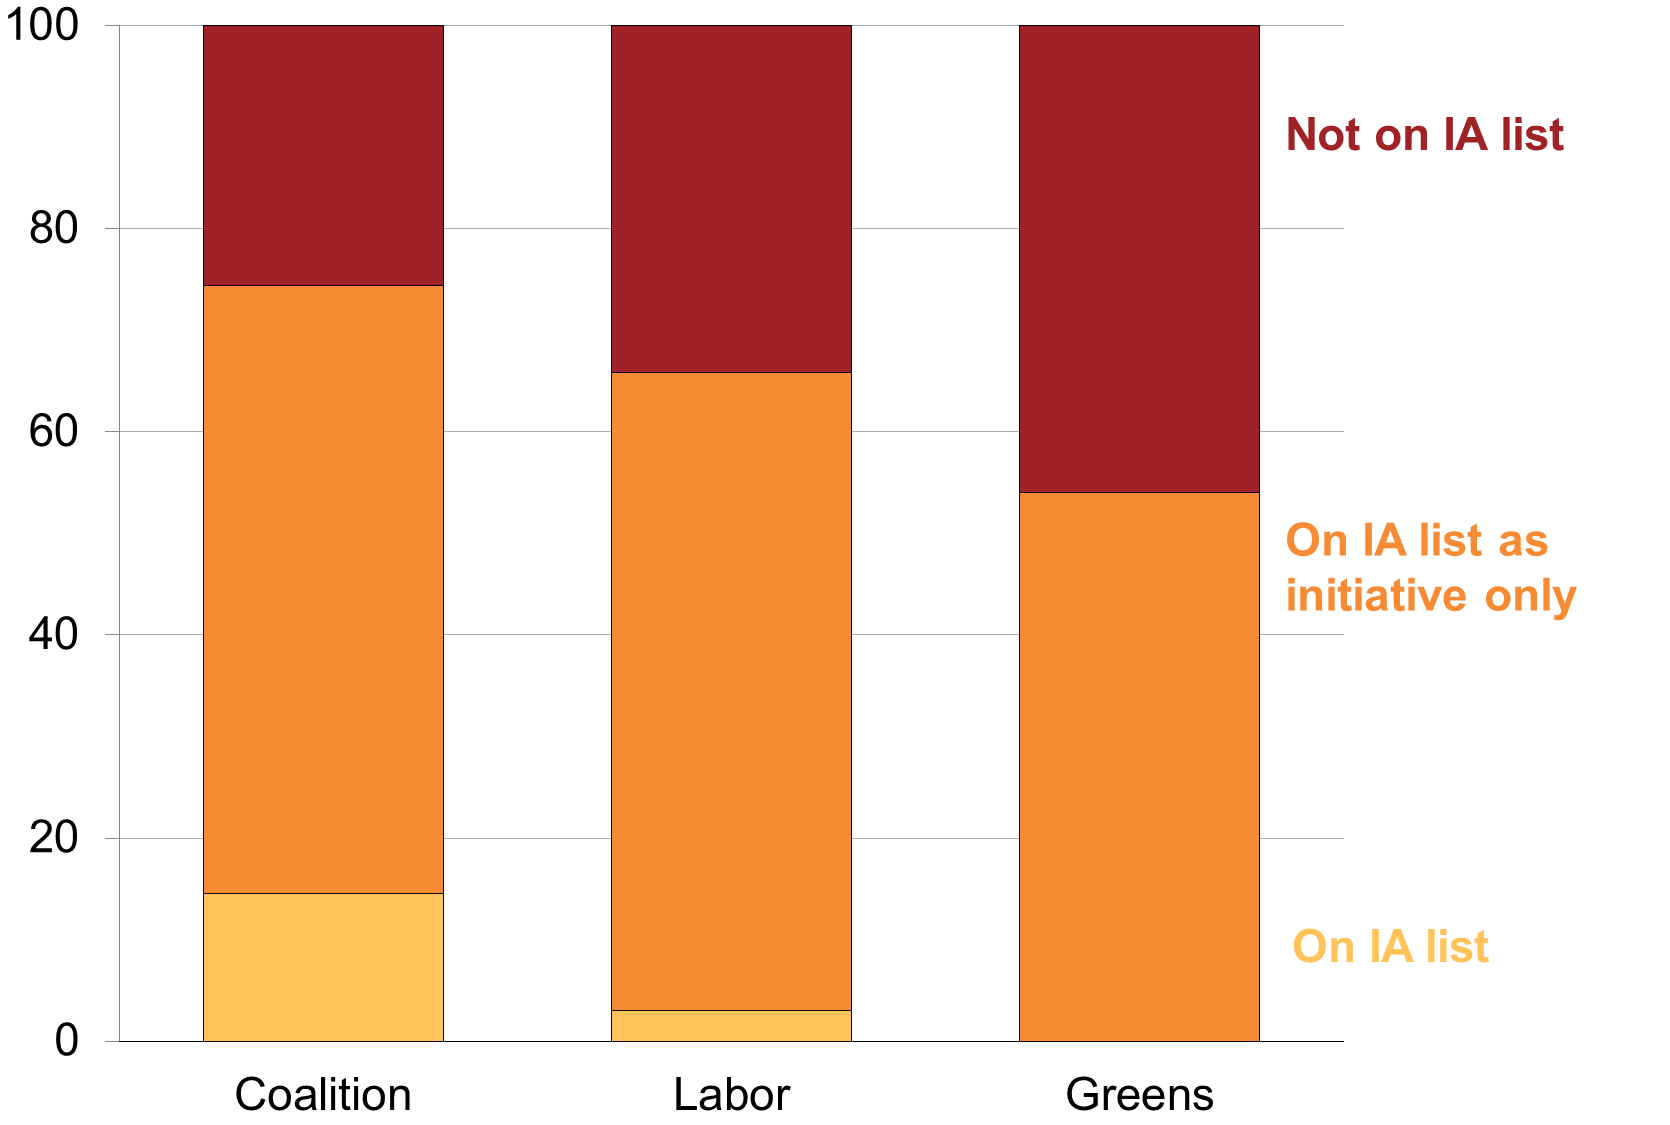 100
80
60
40
20
0
Not on IA list
On IA list as
initiative only
On IA list
Coalition
Labor
Greens